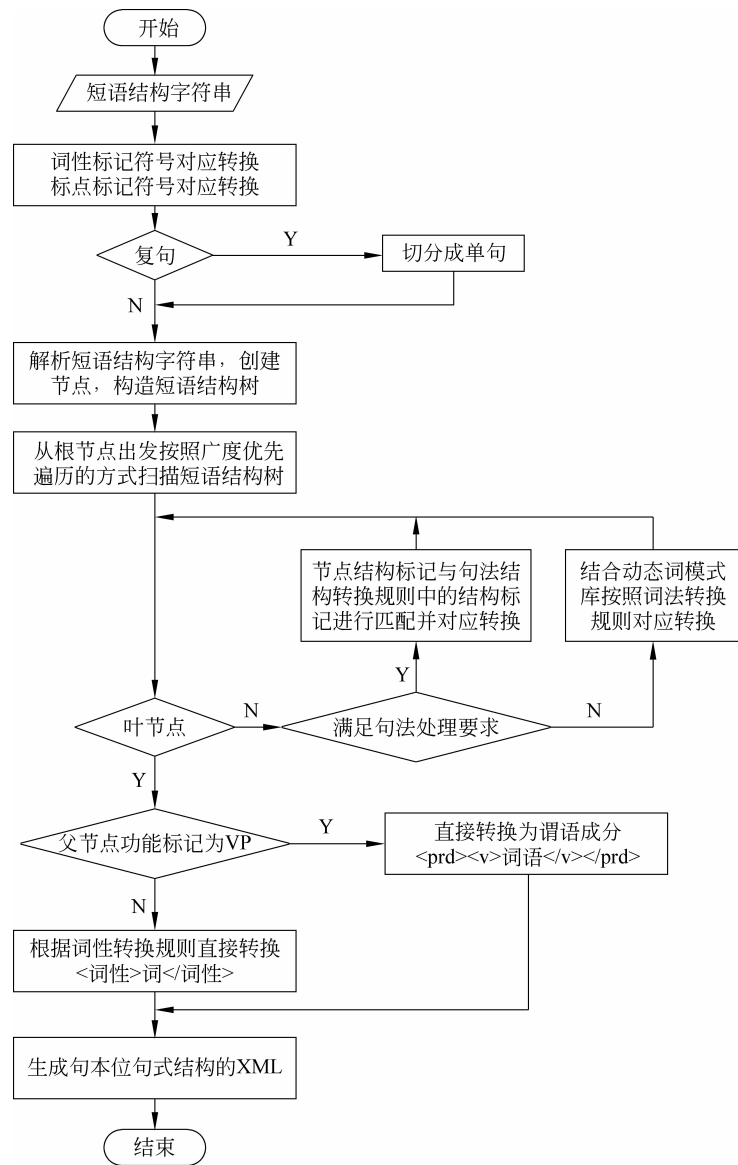 开始
短语结构字符串
词性标记符号对应转换
标点标记符号对应转换
复句
Y
切分成单句
N
解析短语结构字符串，创建
节点，构造短语结构树
从根节点出发按照广度优先
遍历的方式扫描短语结构树
节点结构标记与句法结
构转换规则中的结构标
记进行匹配并对应转换
结合动态词模式
库按照词法转换
规则对应转换
Y
叶节点
N
满足句法处理要求
N
Y
父节点功能标记为VP
Y
直接转换为谓语成分
<prd><v>词语</v></prd>
N
根据词性转换规则直接转换
<词性>词</词性>
生成句本位句式结构的XML
结束